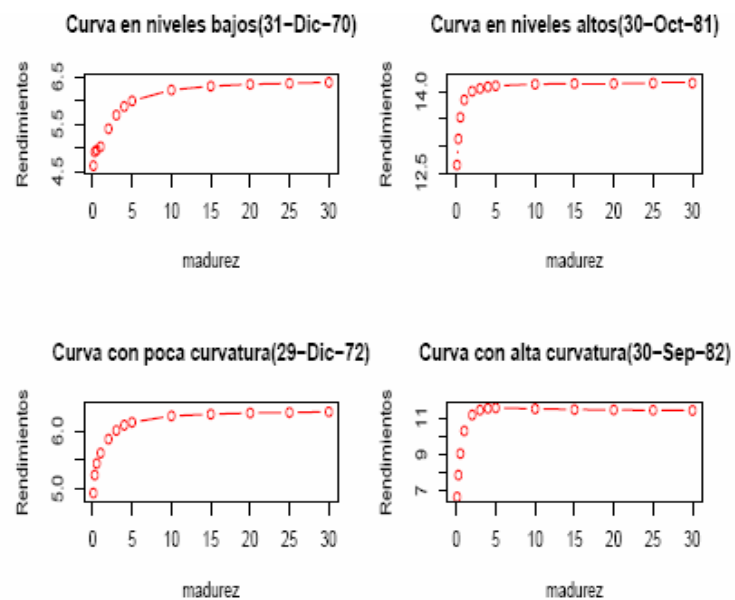 Curva en niveles bajos(31-Dic-70)
Rendimientos
4.5 5.5 6.5
0 5 10 15 20 25 30
madurez
Curva en niveles altos(30-Oct-81)
Rendimientos
12.5 14.0
0 5 10 15 20 25 30
madurez
Curva con poca curvatura(29-Dic-72)
Rendimientos
5.0 6.0
0 5 10 15 20 25 30
madurez
Curva con alta curvatura(30-Sep-82)
Rendimientos
7 9 11
0 5 10 15 20 25 30
madurez